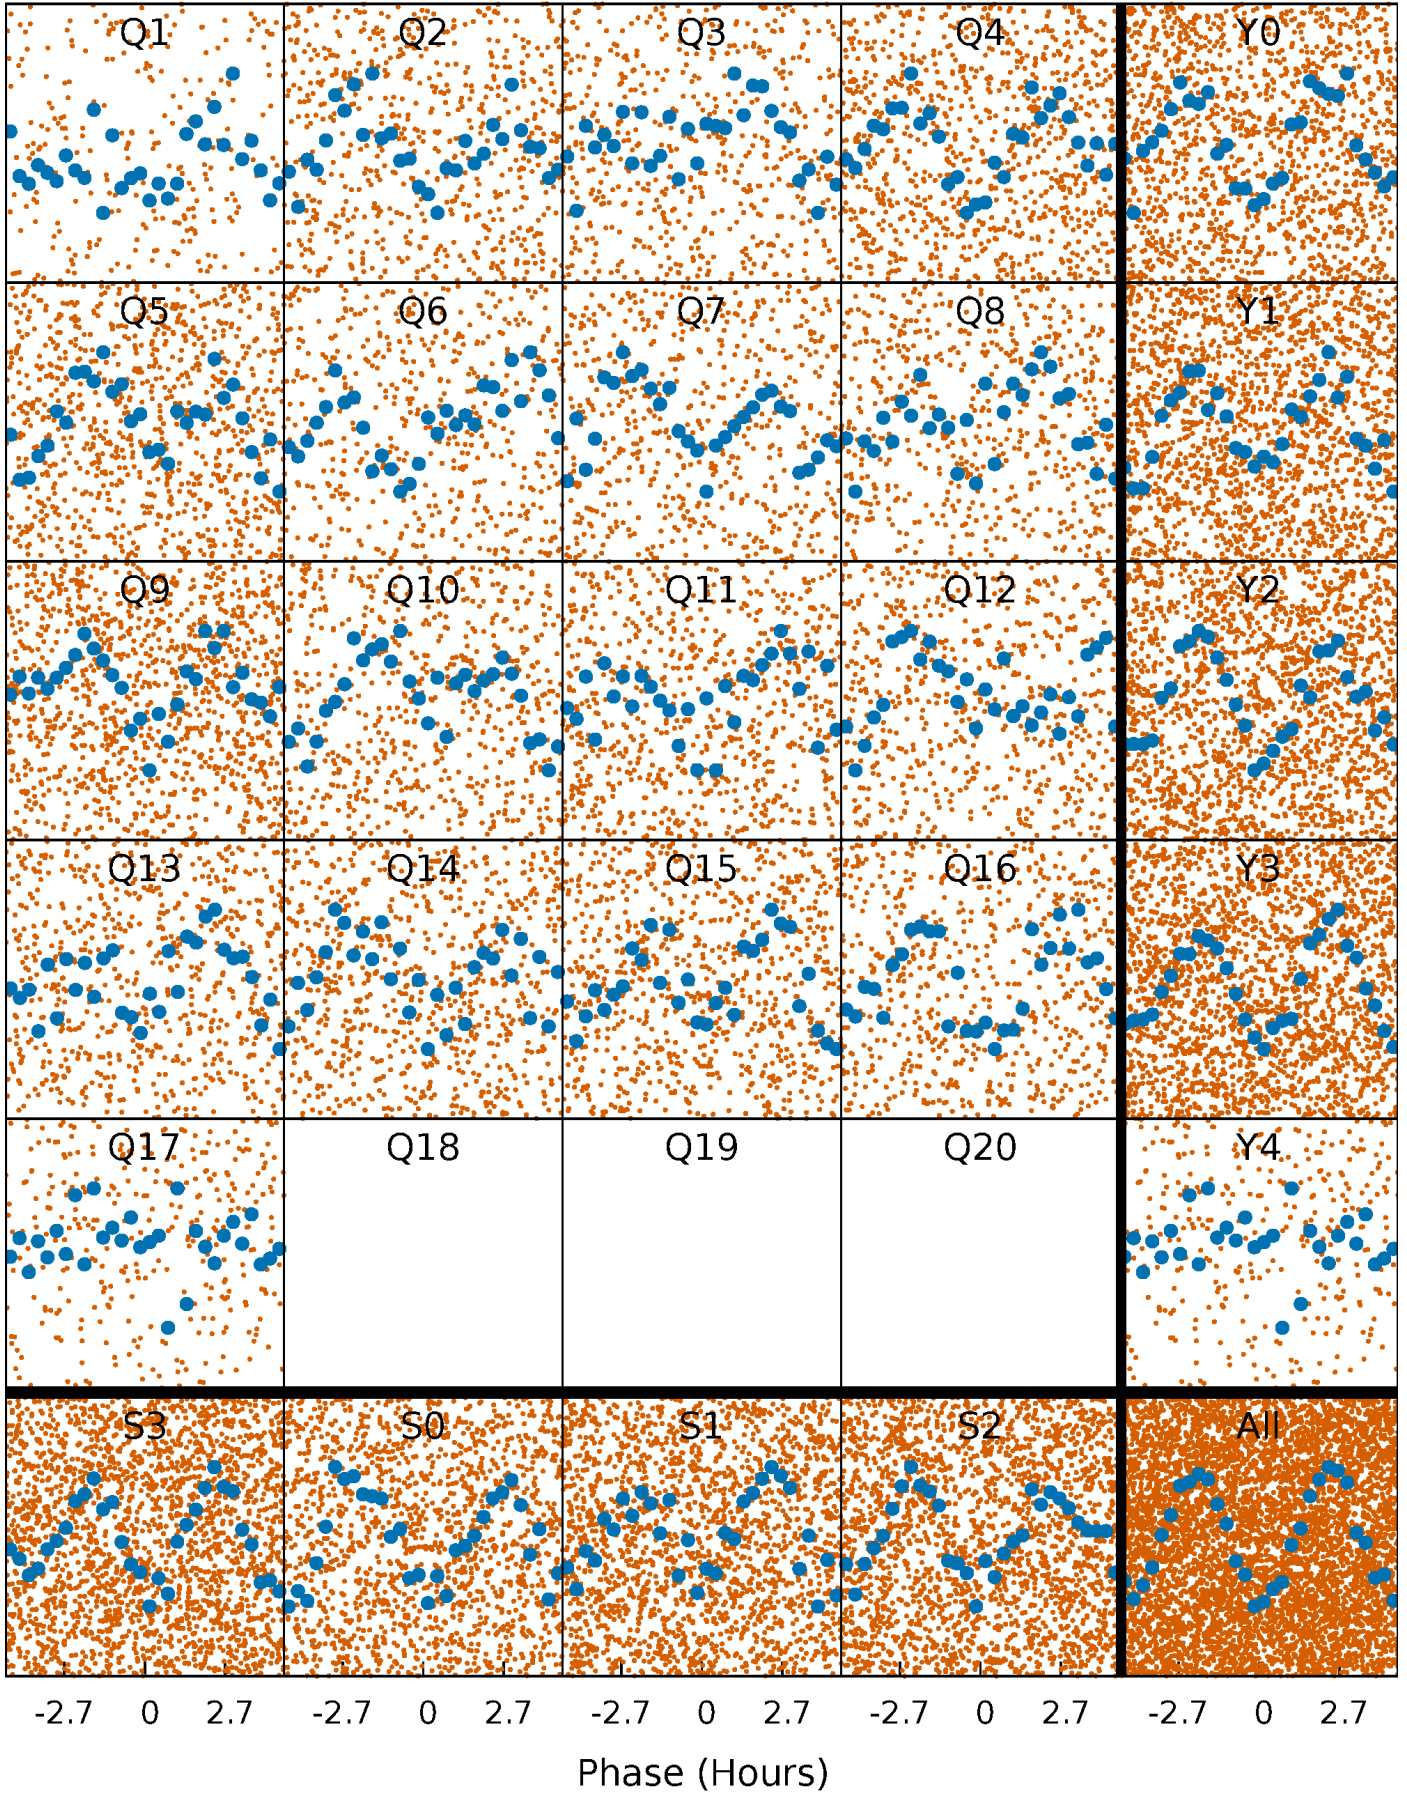 Q1 Q2 Q3 Q4 Y0
Q5 Q6 Q7 Q8 Y1
Q9 Q10 Q11 Q12 Y2
Q13 Q14 Q15 Q16 Y3
Q17 Q18 Q19 Q20 Y4
S3 S0 S1 S2 All
-2.7 0 2.7 -2.7 0 2.7 -2.7 0 2.7 -2.7 0 2.7 -2.7 0 2.7
Phase (Hours)